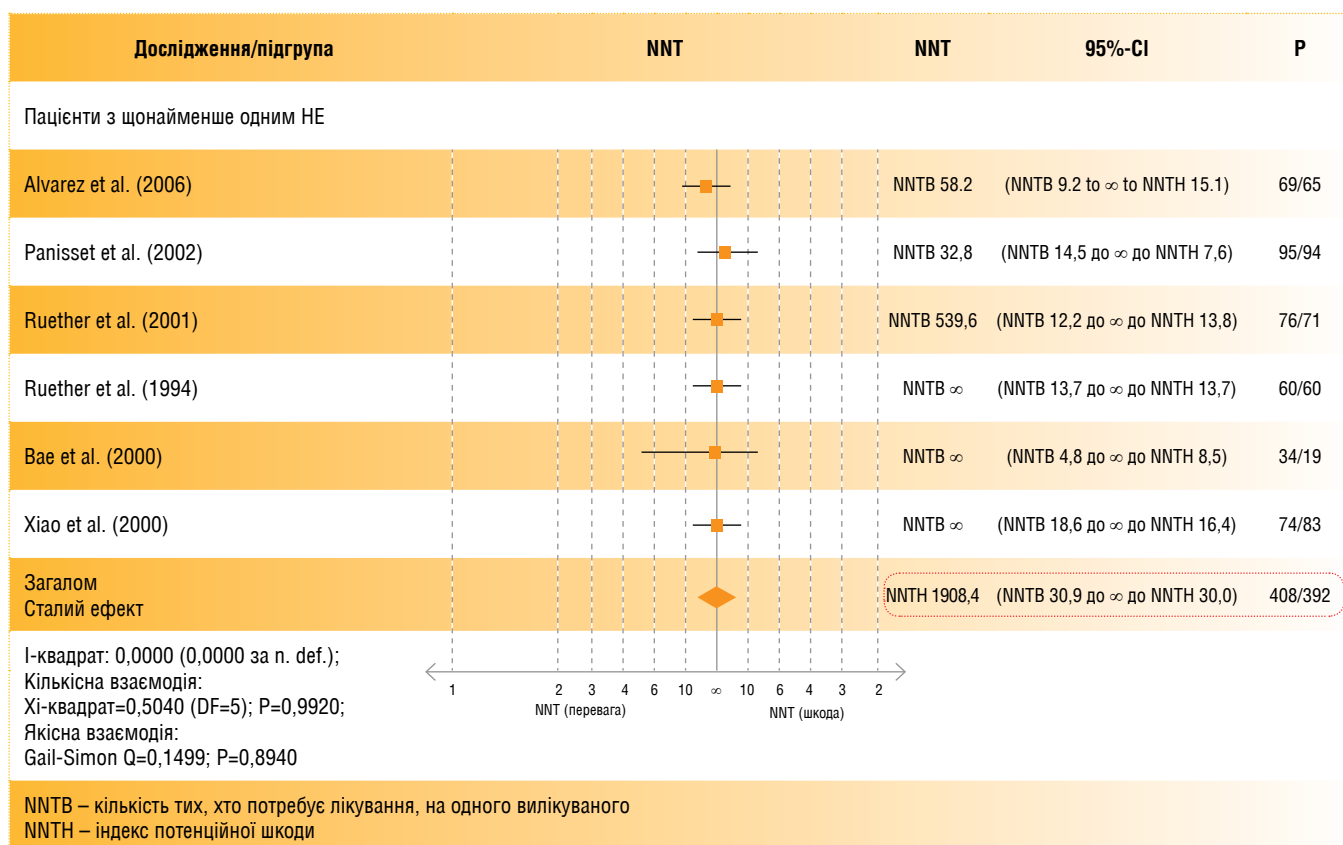 Дослідження/підгрупа NNT NNT 95%-CI P
Пацієнти з щонайменше одним НЕ
Alvarez et al. (2006) NNTB 58.2 (NNTB 9.2 to ∞ to NNTH 15.1) 69/65
Panisset et al. (2002) NNTB 32,8 (NNTB 14,5 до ∞ до NNTH 7,6) 95/94
Ruether et al. (2001) NNTB 539,6 (NNTB 12,2 до ∞ до NNTH 13,8) 76/71
Ruether et al. (1994) NNTB ∞ (NNTB 13,7 до ∞ до NNTH 13,7) 60/60
Bae et al. (2000) NNTB ∞ (NNTB 4,8 до ∞ до NNTH 8,5) 34/19
Xiao et al. (2000) NNTB ∞ (NNTB 18,6 до ∞ до NNTH 16,4) 74/83
Загалом
Сталий ефект NNTH 1908,4 (NNTB 30,9 до ∞ до NNTH 30,0) 408/392
І-квадрат: 0,0000 (0,0000 за n. def.);
Кількісна взаємодія:
Хі-квадрат=0,5040 (DF=5); P=0,9920;
Якісна взаємодія:
Gail-Simon Q=0,1499; P=0,8940
1 2 3 4 6 10 ∞ 10 6 4 3 2
NNT (перевага) NNT (шкода)
NNTB – кількість тих, хто потребує лікування, на одного вилікуваного
NNTH – індекс потенційної шкоди